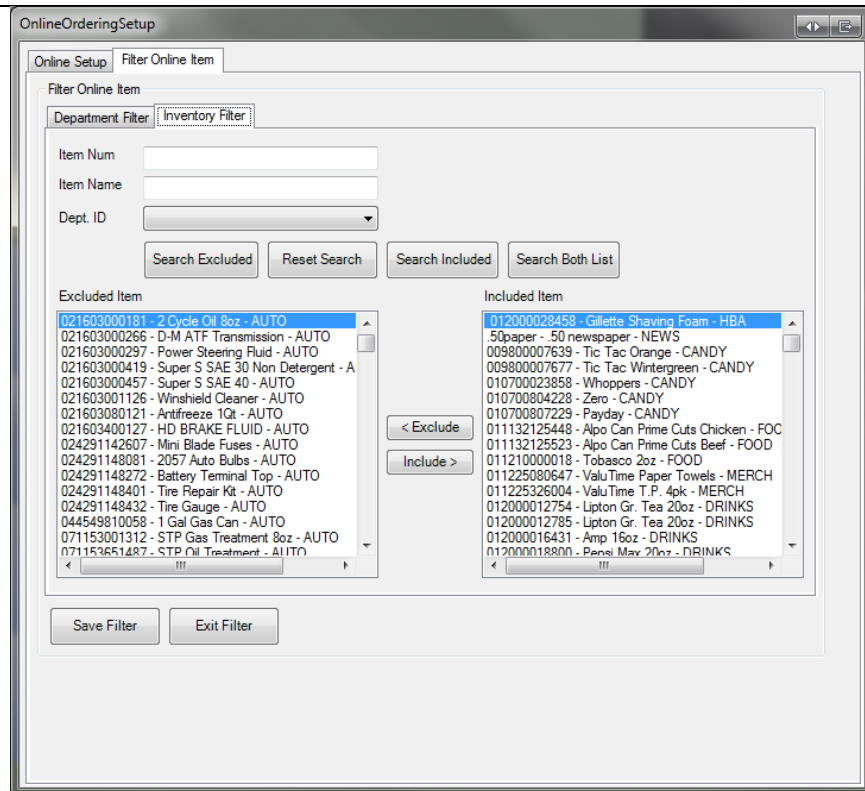 OnlineOrderingSetup
Online Setup
Filter Online Item
Filter Online Item
Department Filter
Inventory Filter
Item Num
Item Name
Dept. ID
Search Excluded
Reset Search
Search Included
Search Both List
Excluded Item
021603000181 - 2 Cycle Oil 8oz - AUTO
021603000266 - D-M ATF Transmission - AUTO
021603000297 - Power Steering Fluid - AUTO
021603000419 - Super S SAE 30 Non Detergent - A
021603000457 - Super S SAE 40 - AUTO
021603001126 - Winshield Cleaner - AUTO
021603080121 - Antifreeze 1Qt - AUTO
021603400127 - HD BRAKE FLUID - AUTO
024291142607 - Mini Blade Fuses - AUTO
024291148081 - 2057 Auto Bulbs - AUTO
024291148272 - Battery Terminal Top - AUTO
024291148401 - Tire Repair Kit - AUTO
024291148432 - Tire Gauge - AUTO
044549810058 - 1 Gal Gas Can - AUTO
071153001312 - STP Gas Treatment 8oz - AUTO
071153651487 - STP Oil Treatment - AUTO
< Exclude
Include >
Included Item
012000028458 - Gillette Shaving Foam - HBA
.50paper - .50 newspaper - NEWS
009800007639 - Tic Tac Orange - CANDY
009800007677 - Tic Tac Wintergreen - CANDY
010700023858 - Whoppers - CANDY
010700804228 - Zero - CANDY
010700807229 - Payday - CANDY
011132125448 - Alpo Can Prime Cuts Chicken - FOO
011132125523 - Alpo Can Prime Cuts Beef - FOOD
011210000018 - Tobasco 2oz - FOOD
011225080647 - ValuTime Paper Towels - MERCH
011225326004 - ValuTime T.P. 4pk - MERCH
012000012754 - Lipton Gr. Tea 20oz - DRINKS
012000012785 - Lipton Gr. Tea 20oz - DRINKS
012000016431 - Amp 16oz - DRINKS
012000018800 - Pepsi Max 20oz - DRINKS
Save Filter
Exit Filter